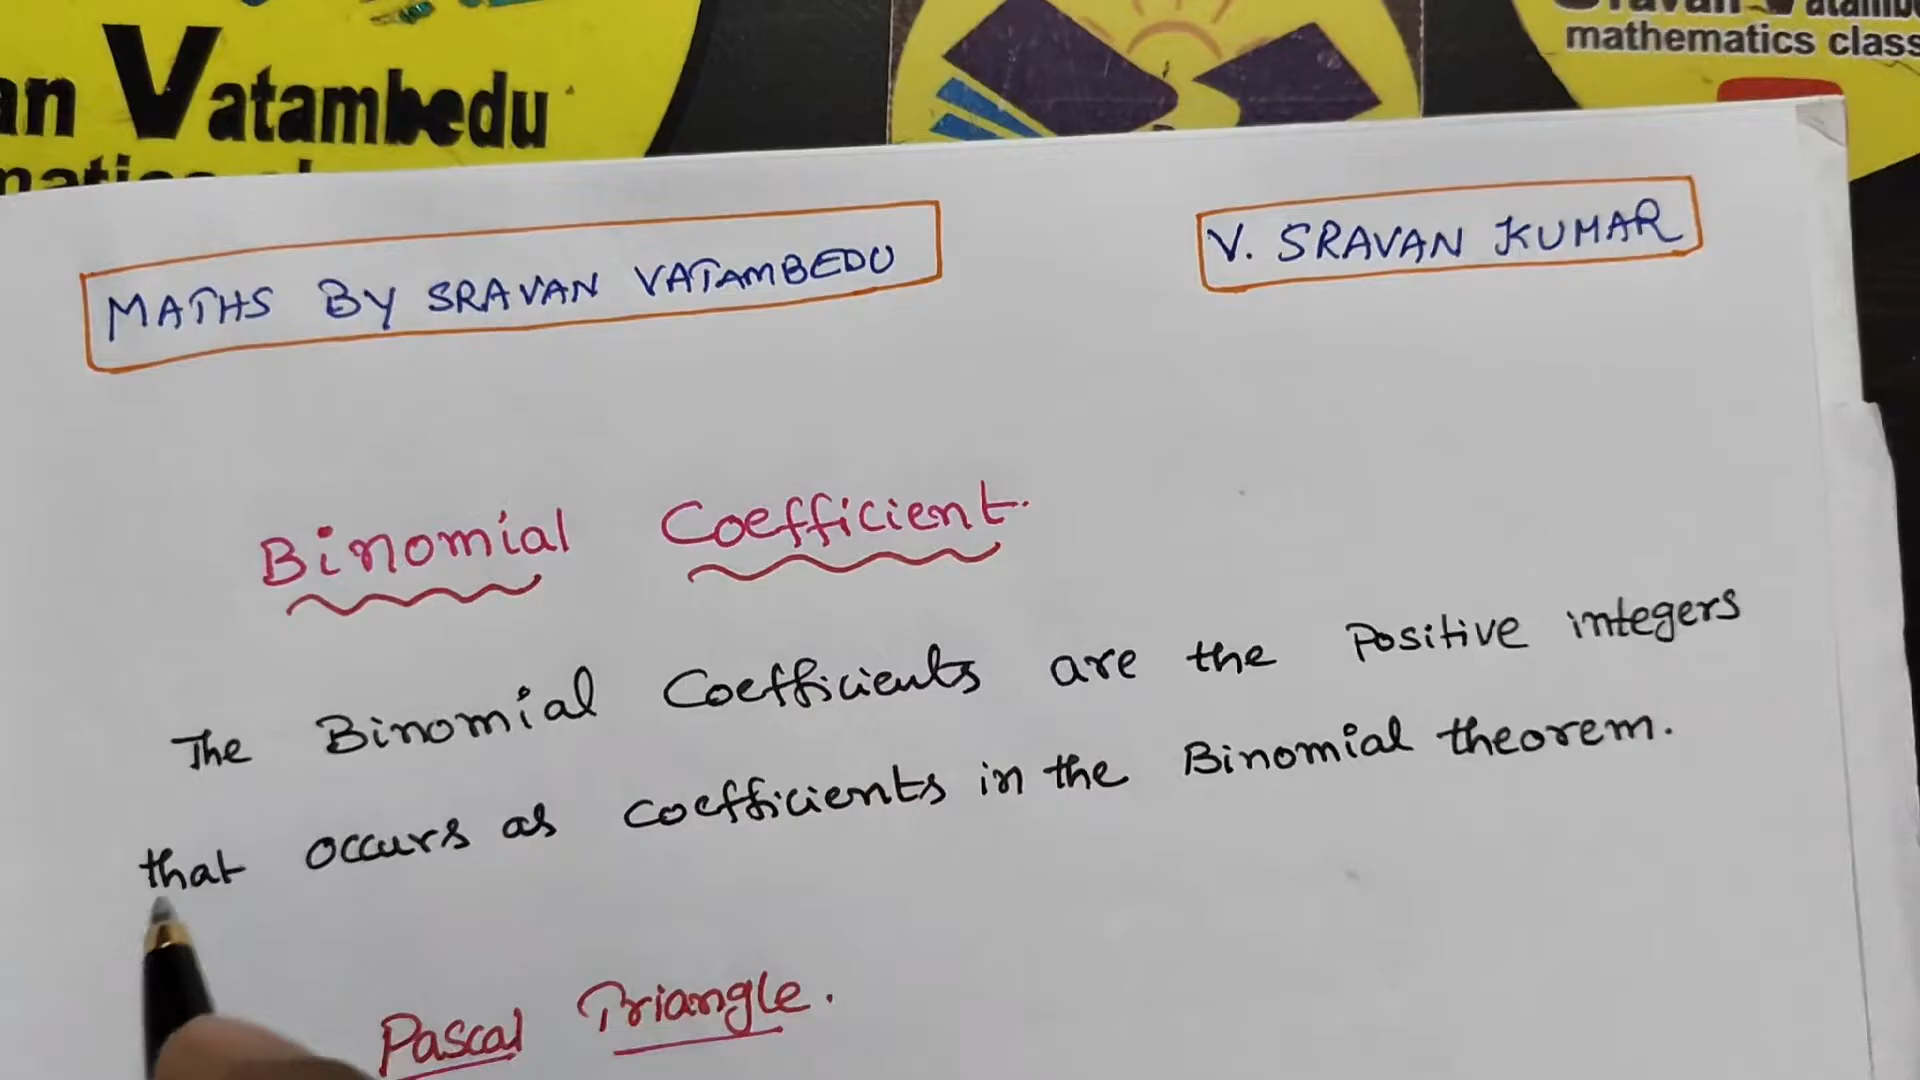 Vatambedu
mathematics class
MATHS BY SRAVAN VATAMBEDU
V. SRAVAN KUMAR
Binomial Coefficient.
The Binomial Coefficients are the Positive integers
that occurs as coefficients in the Binomial theorem.
Pascal Triangle.